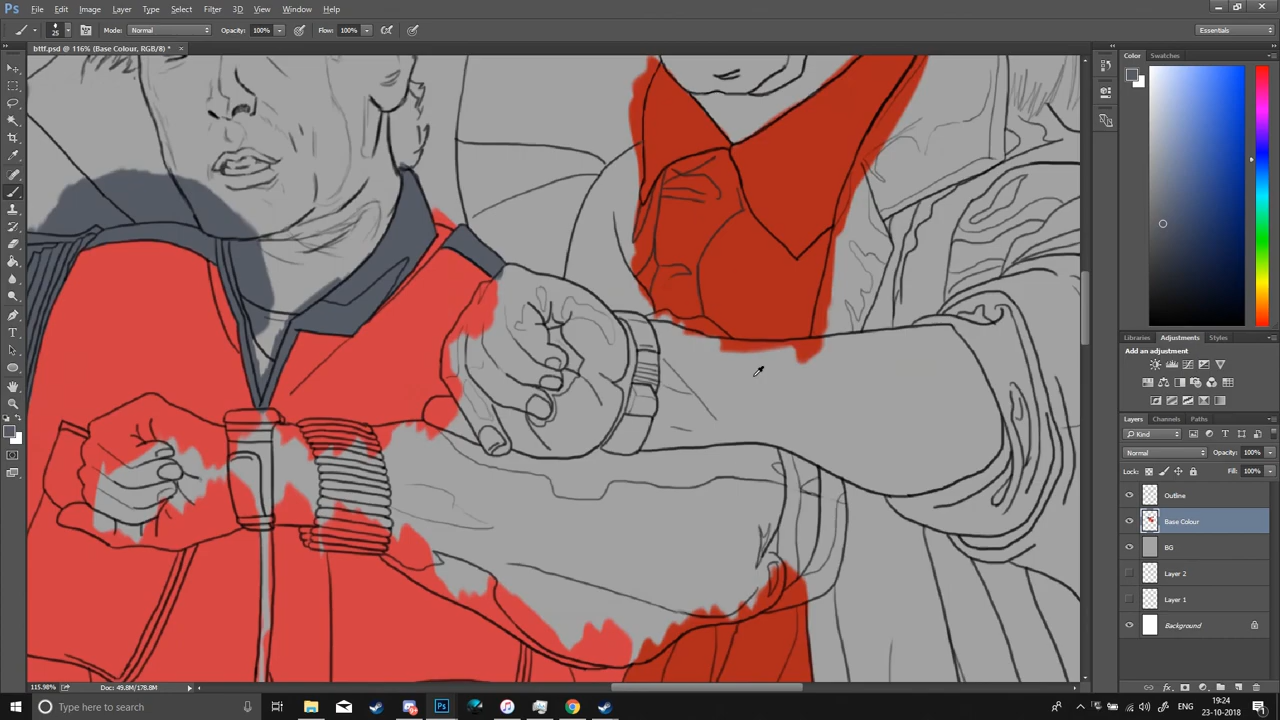 Ps File Edit Image Layer Type Select Filter 3D View Window Help
25 Mode: Normal Opacity: 100% Flow: 100% Essentials
bttf.psd @ 116% (Base Colour, RGB/8) * ×
Color Swatches
Libraries Adjustments Styles
Add an adjustment
Layers Channels Paths
Kind
Normal Opacity: 100%
Lock: Fill: 100%
Outline
Base Colour
BG
Layer 2
Layer 1
Background
115.98% Doc: 49.8M/178.8M
Type here to search
Ps
19:24
23-10-2018